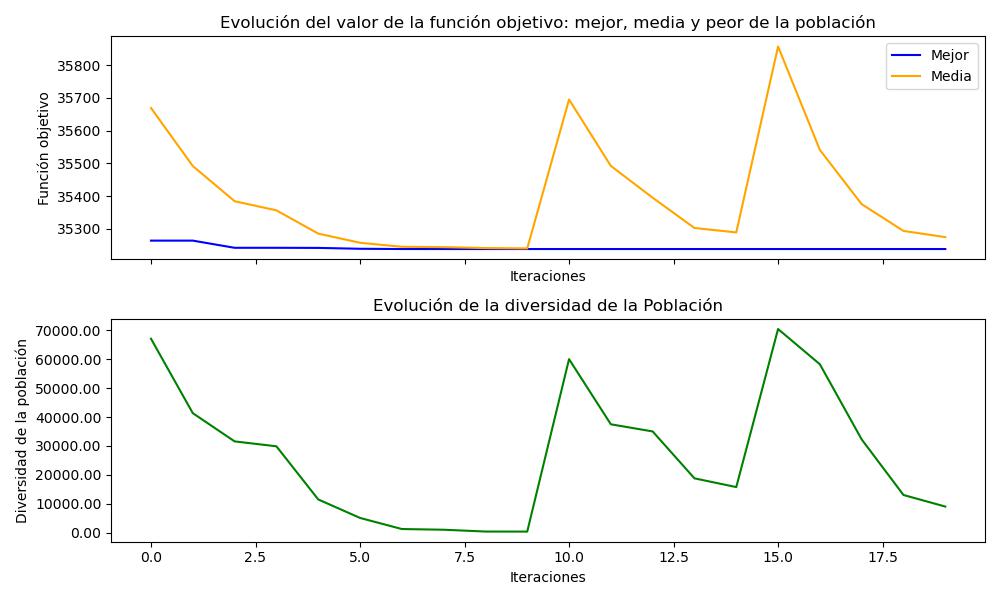 Evolución del valor de la función objetivo: mejor, media y peor de la población
Función objetivo
35800
35700
35600
35500
35400
35300
Mejor
Media
Iteraciones
Evolución de la diversidad de la Población
Diversidad de la población
70000.00
60000.00
50000.00
40000.00
30000.00
20000.00
10000.00
0.00
0.0 2.5 5.0 7.5 10.0 12.5 15.0 17.5
Iteraciones